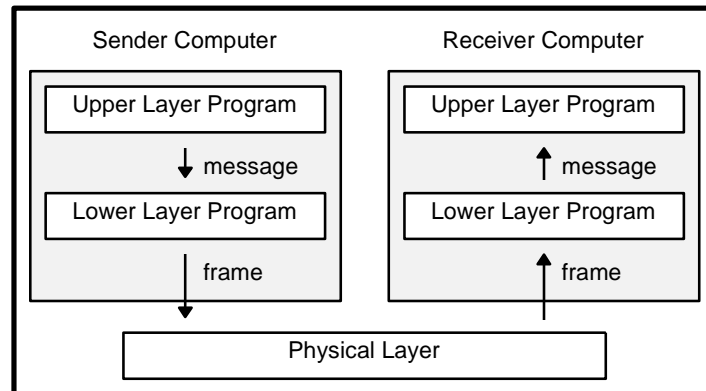 Sender Computer
Receiver Computer
Upper Layer Program
Upper Layer Program
message
message
Lower Layer Program
Lower Layer Program
frame
frame
Physical Layer